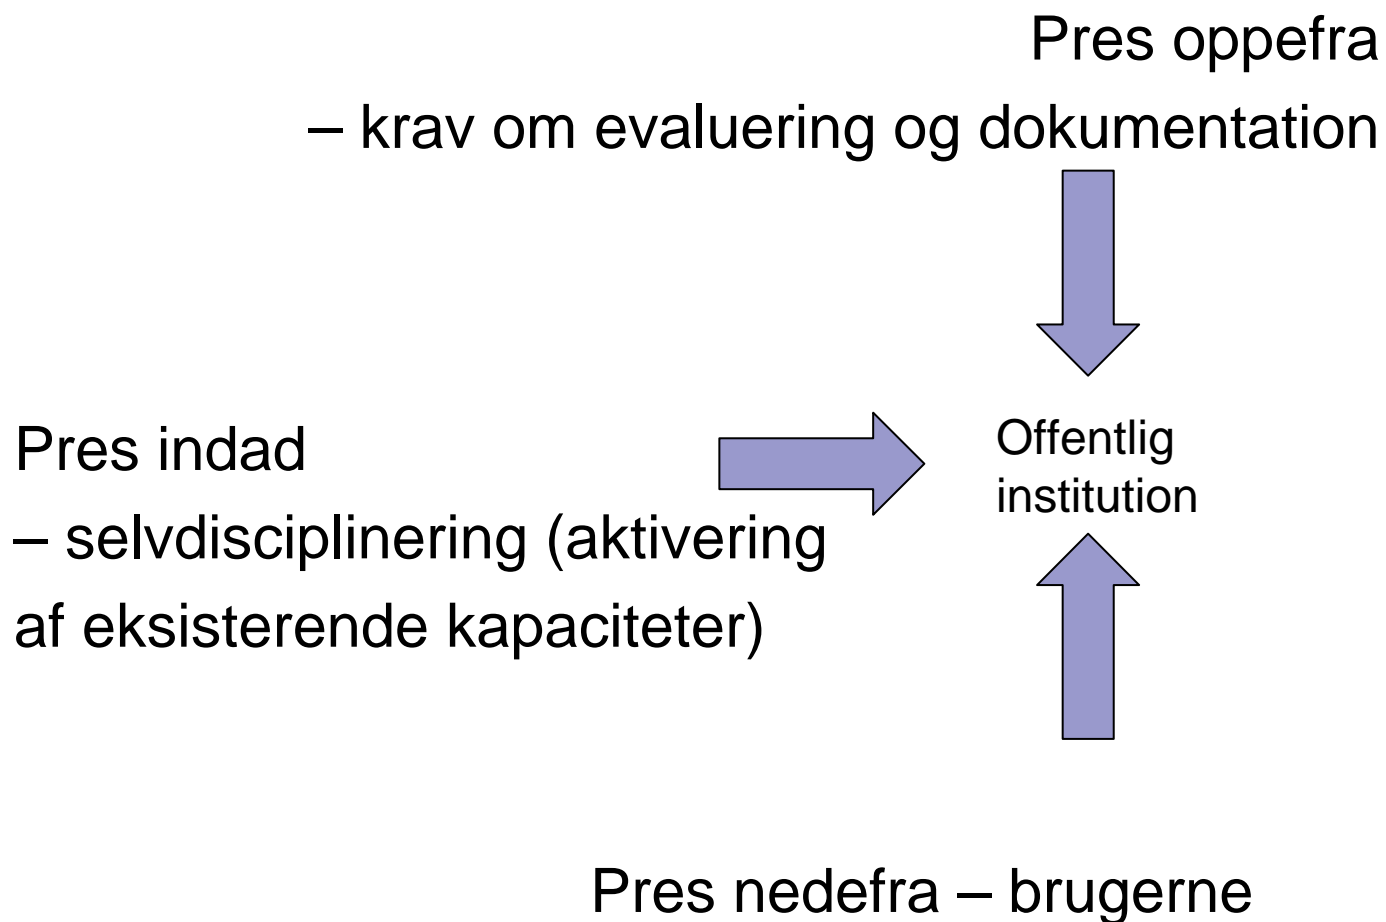 Pres oppefra
– krav om evaluering og dokumentation
Pres indad
– selvdisciplinering (aktivering
af eksisterende kapaciteter)
Offentlig
institution
Pres nedefra – brugerne